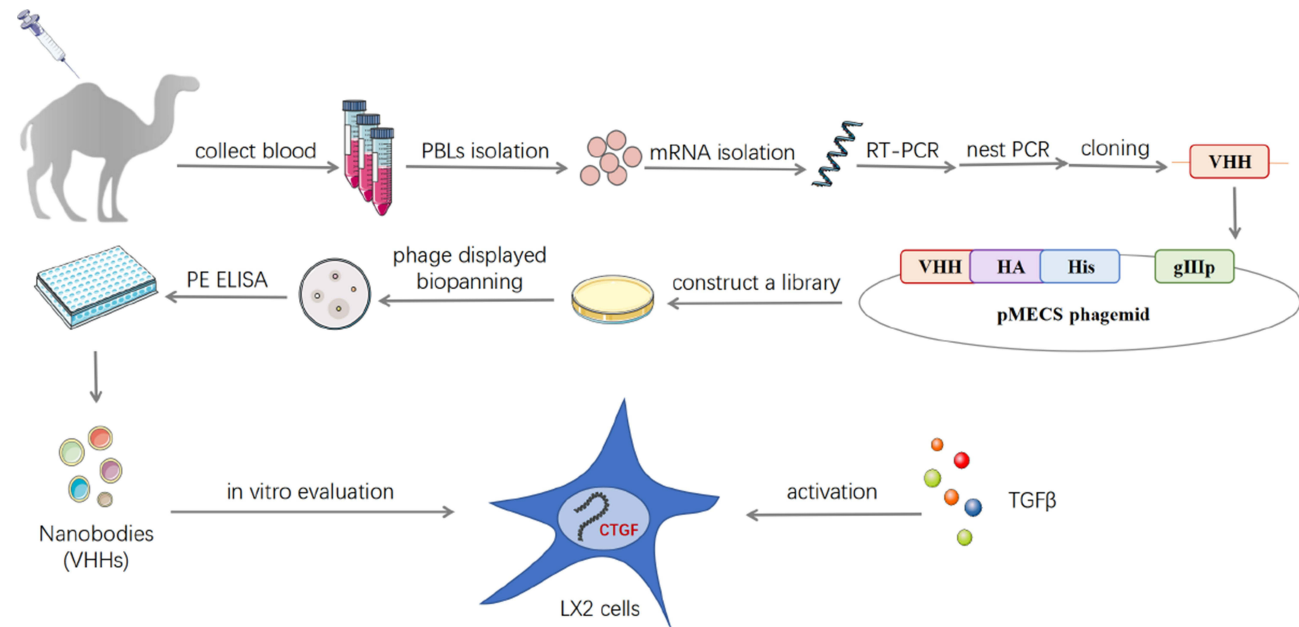 collect blood
PBLs isolation
mRNA isolation
RT-PCR
nest PCR
cloning
VHH
PE ELISA
phage displayed
biopanning
construct a library
VHH
HA
His
gIIIp
pMECS phagemid
Nanobodies
(VHHs)
in vitro evaluation
CTGF
LX2 cells
activation
TGFβ